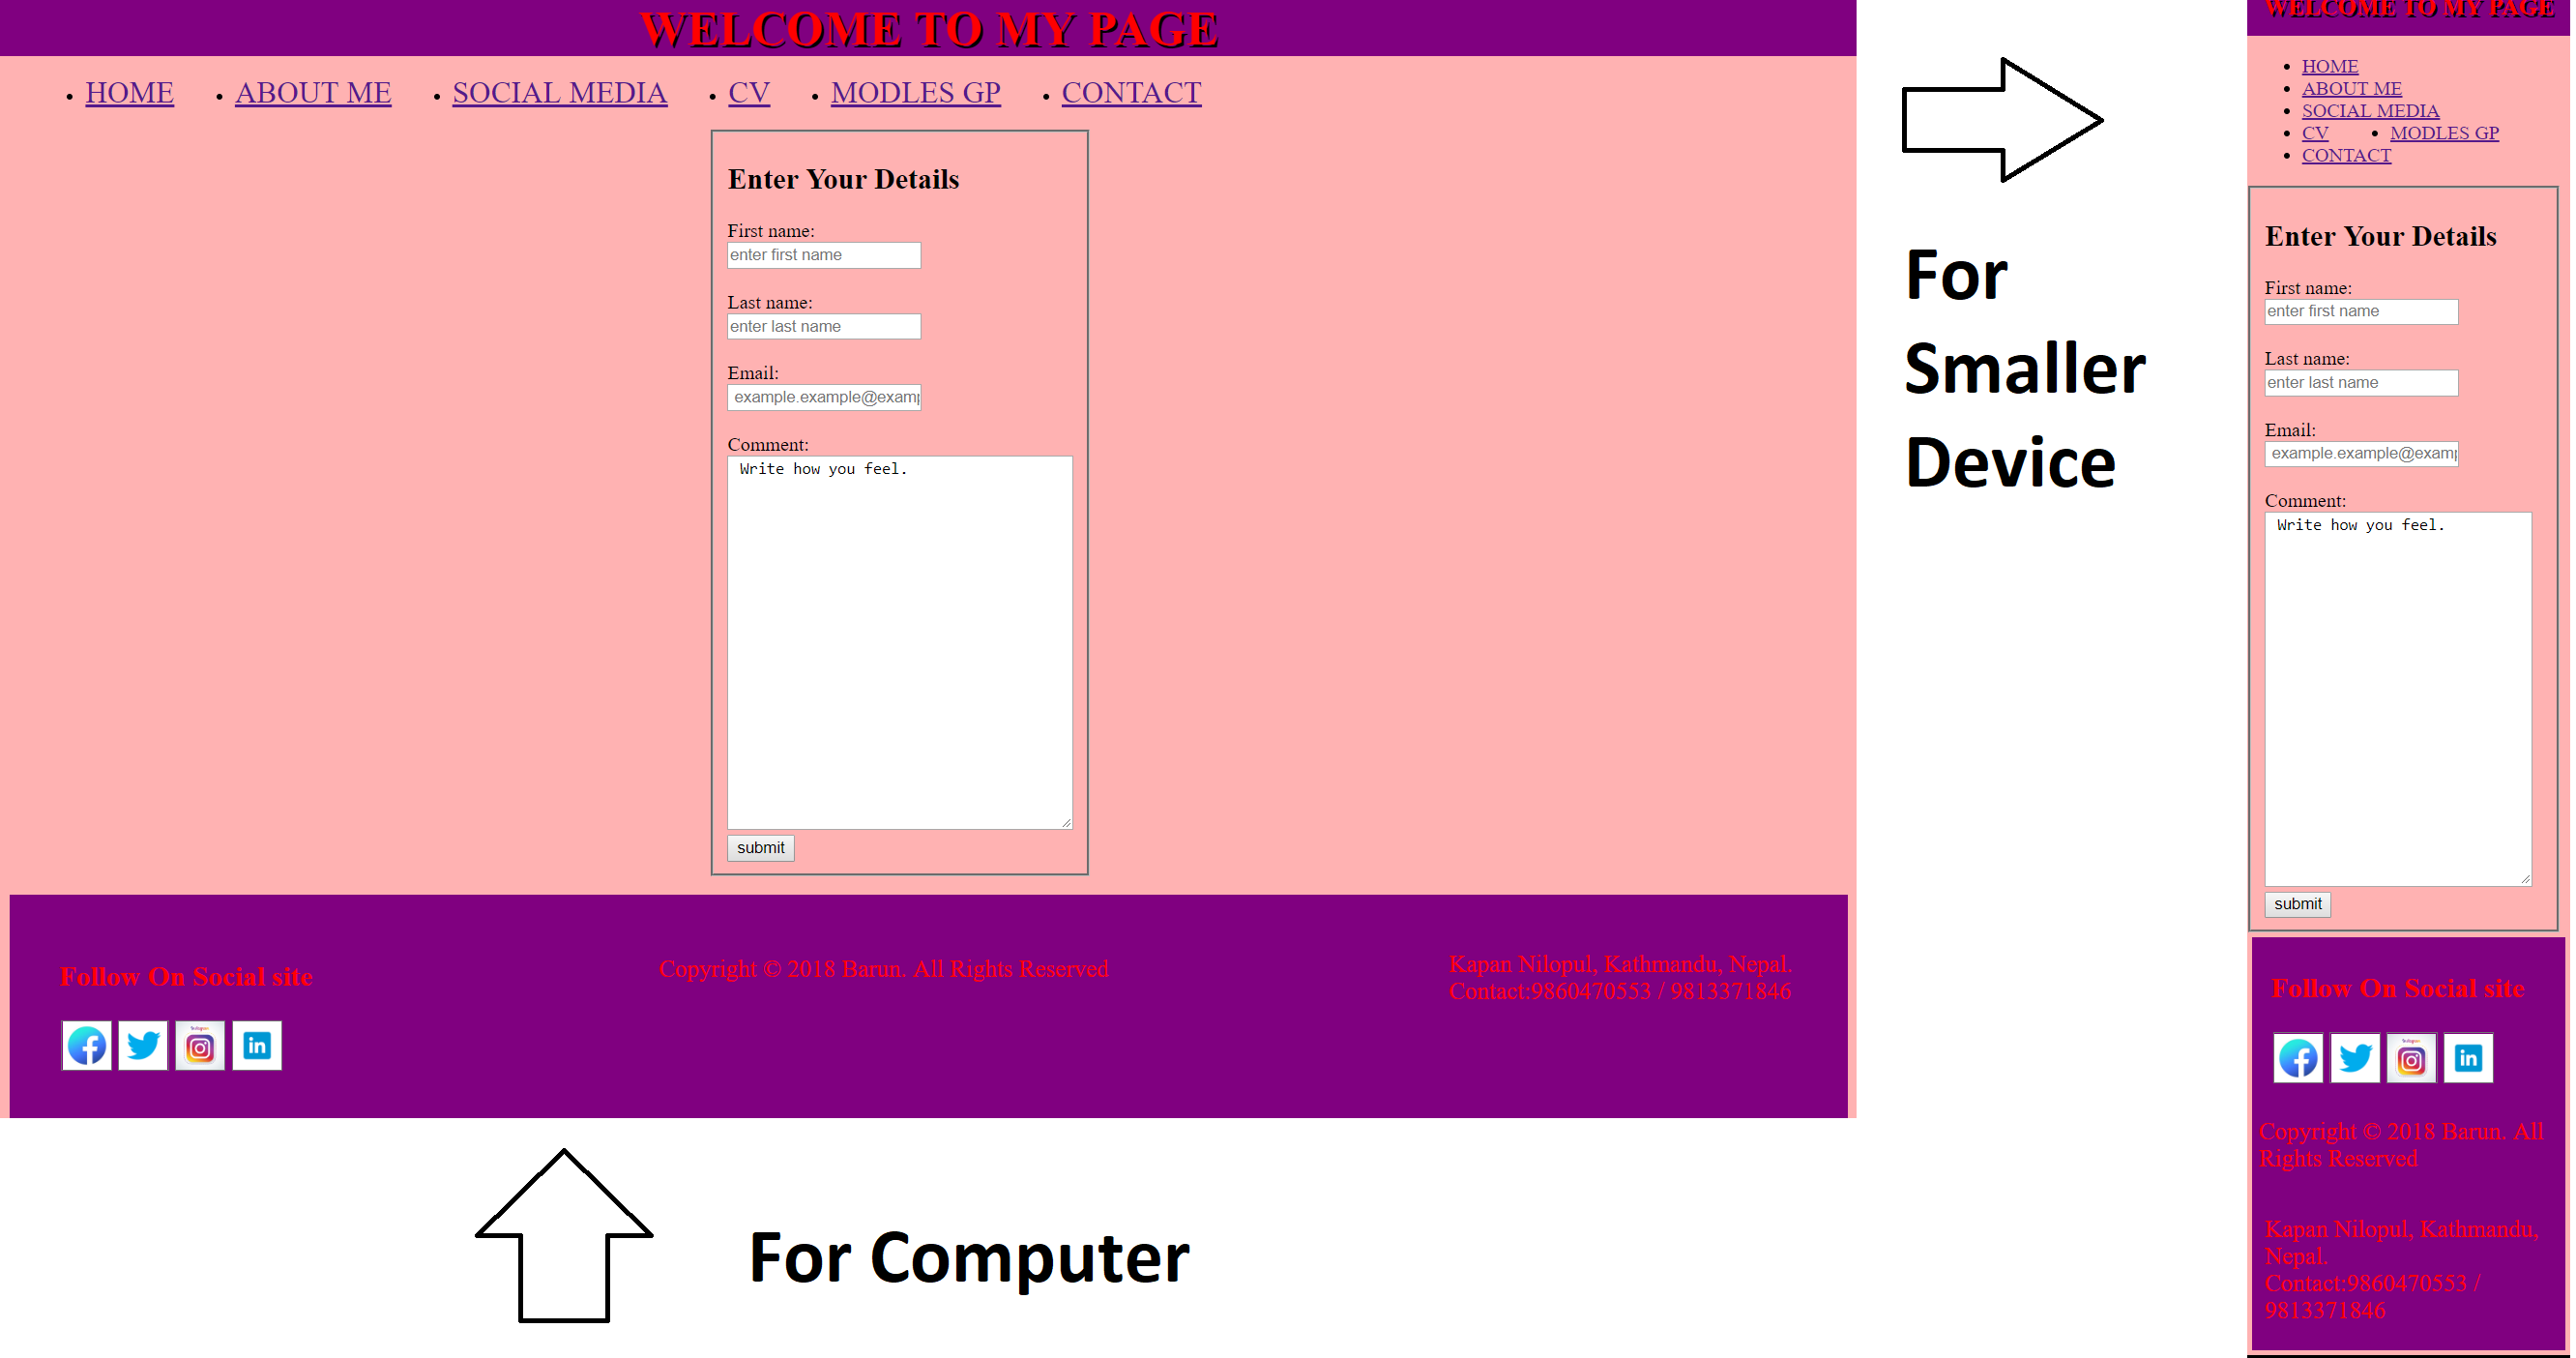 WELCOME TO MY PAGE
HOME ABOUT ME SOCIAL MEDIA CV MODLES GP CONTACT
Enter Your Details
First name:
enter first name
Last name:
enter last name
Email:
example.example@examp
Comment:
Write how you feel.
submit
Follow On Social site
Copyright © 2018 Barun. All Rights Reserved
Kapan Nilopul, Kathmandu, Nepal.
Contact:9860470553 / 9813371846
For Computer
For
Smaller
Device
WELCOME TO MY PAGE
HOME
ABOUT ME
SOCIAL MEDIA
CV MODLES GP
CONTACT
Enter Your Details
First name:
enter first name
Last name:
enter last name
Email:
example.example@examp
Comment:
Write how you feel.
submit
Follow On Social site
Copyright © 2018 Barun. All
Rights Reserved
Kapan Nilopul, Kathmandu,
Nepal.
Contact:9860470553 /
9813371846